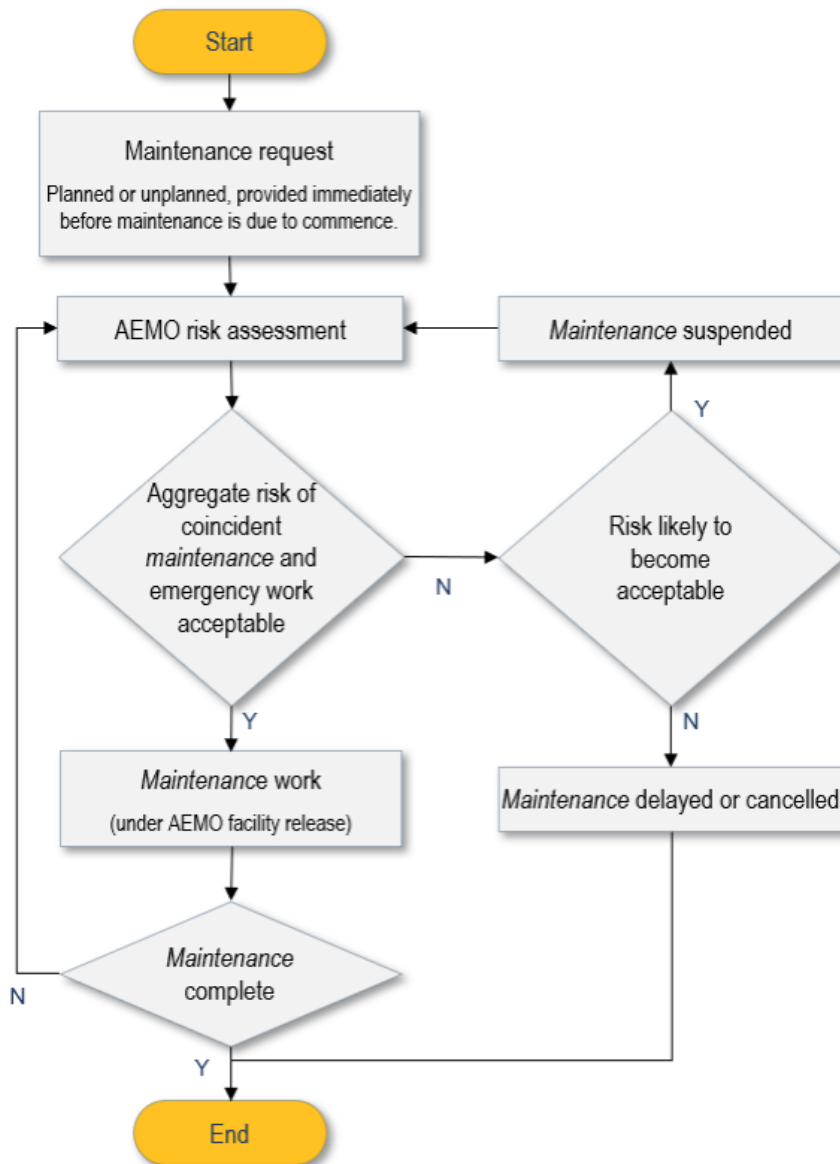 Start
Maintenance request
Planned or unplanned, provided immediately
before maintenance is due to commence.
AEMO risk assessment
Maintenance suspended
Y
Aggregate risk of
coincident
maintenance and
emergency work
acceptable
N
Risk likely to
become
acceptable
Y
N
Maintenance work
(under AEMO facility release)
Maintenance delayed or cancelled
Maintenance
complete
N
Y
End